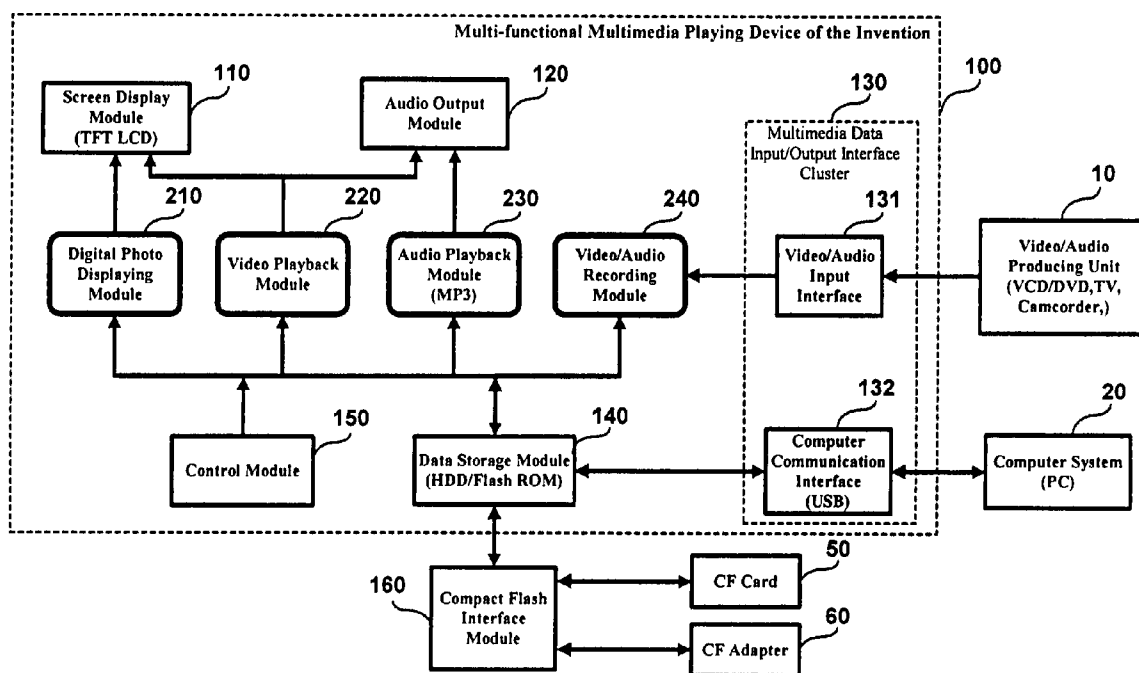 Multi-functional Multimedia Playing Device of the Invention
110
Screen Display
Module
(TFT LCD)
120
Audio Output
Module
130
100
Multimedia Data
Input/Output Interface
Cluster
210
Digital Photo
Displaying
Module
220
Video Playback
Module
230
Audio Playback
Module
(MP3)
240
Video/Audio
Recording
Module
131
Video/Audio
Input
Interface
10
Video/Audio
Producing Unit
(VCD/DVD,TV,
Camcorder,)
150
Control Module
140
Data Storage Module
(HDD/Flash ROM)
132
Computer
Communication
Interface
(USB)
20
Computer System
(PC)
160
Compact Flash
Interface
Module
50
CF Card
60
CF Adapter